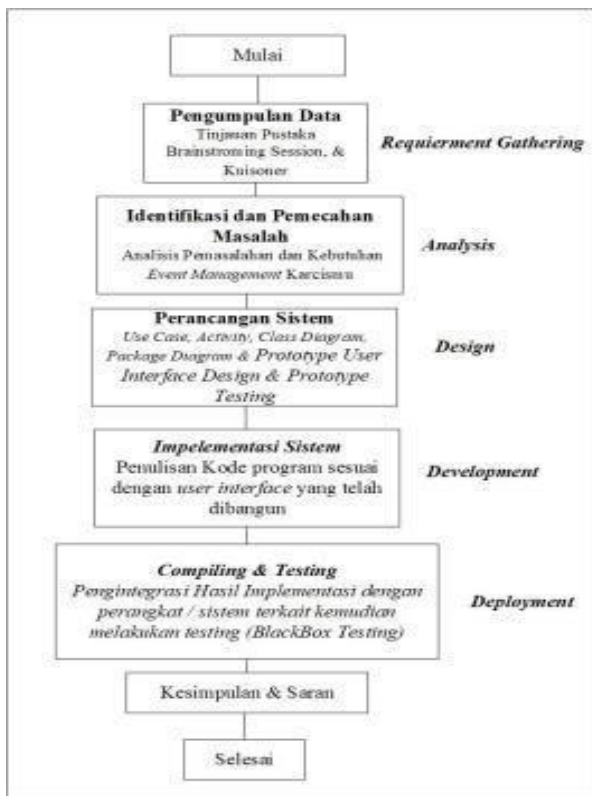 Mulai
Pengumpulan Data
Tinjauan Pustaka
Brainstroming Session, &
Kuisoner
Requierment Gathering
Identifikasi dan Pemecahan
Masalah
Analisis Pemasalahan dan Kebutuhan
Event Management Karcismu
Analysis
Perancangan Sistem
Use Case, Activity, Class Diagram,
Package Diagram & Prototype User
Interface Design & Prototype
Testing
Design
Impelementasi Sistem
Penulisan Kode program sesuai
dengan user interface yang telah
dibangun
Development
Compiling & Testing
Pengintegrasi Hasil Implementasi dengan
perangkat / sistem terkait kemudian
melakukan testing (BlackBox Testing)
Deployment
Kesimpulan & Saran
Selesai